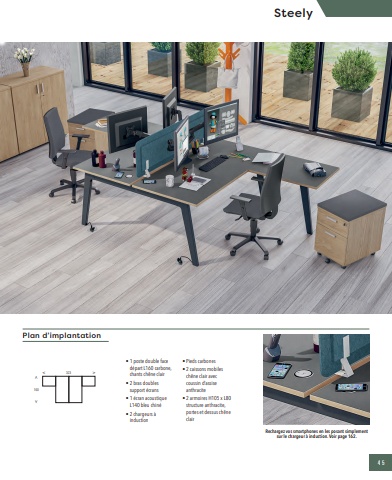 Steely
Plan d'implantation
• 1 poste double face
départ L160 carbone,
chants chêne clair
• 2 bras doubles
support écrans
• 1 écran acoustique
L140 bleu chiné
• 2 chargeurs à
induction
• Pieds carbones
• 2 caissons mobiles
chêne clair avec
coussin d'assise
anthracite
• 2 armoires H105 x L80
structure anthracite,
portes et dessus chêne
clair
Rechargez vos smartphones en les posant simplement
sur le chargeur à induction. Voir page 162.
45